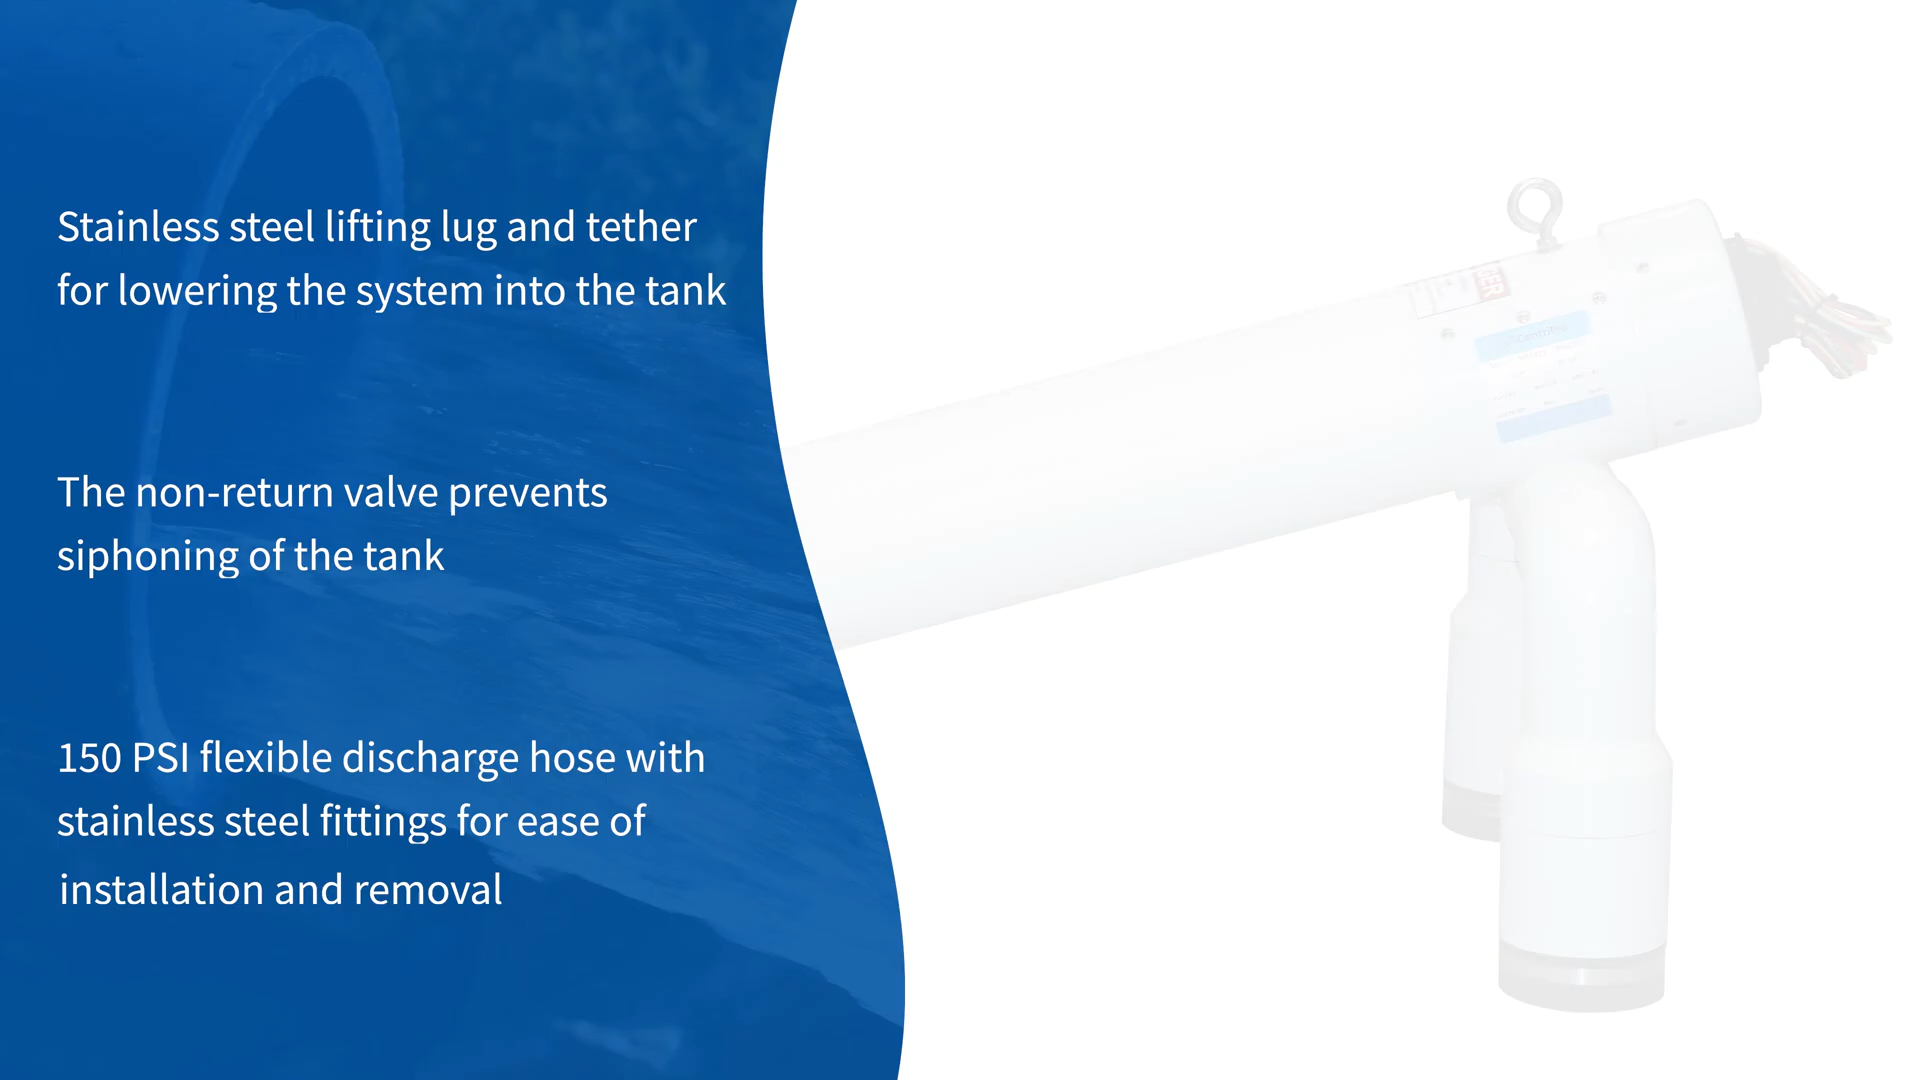 Stainless steel lifting lug and tether
for lowering the system into the tank
The non-return valve prevents
siphoning of the tank
150 PSI flexible discharge hose with
stainless steel fittings for ease of
installation and removal